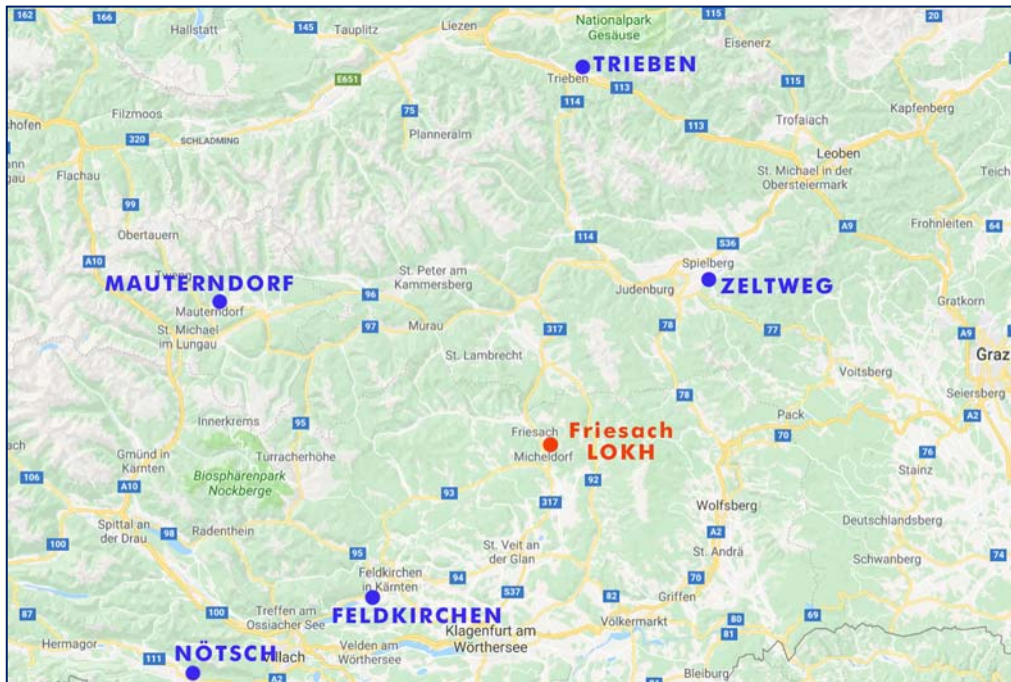 162
166
Hallstatt
145
Tauplitz
Liezen
Nationalpark
Gesäuse
115
Eisenerz
20
TRIEBEN
Trieben
E651
113
114
115
75
Filzmoos
Planneralm
Kapfenberg
shofen
320
SCHLADMING
113
Trofaiach
Leoben
St. Michael in der
Obersteiermark
Teich
Flachau
99
Obertauern
114
S36
A9
Frohnleiten
64
A10
Tweng
St. Peter am
Kammersberg
Spielberg
MAUTERNDORF
96
Judenburg
ZELTWEG
Gratkorn
Mauterndorf
St. Michael
im Lungau
97
Murau
317
78
77
A9
Graz
St. Lambrecht
Voitsberg
Seiersberg
78
Innerkrems
95
Pack
A2
Turracherhöhe
Friesach
Friesach
LOKH
70
Micheldorf
76
Gmünd in
Kärnten
Biosphärenpark
Nockberge
Stainz
106
A10
93
92
317
Wolfsberg
Spittal an
der Drau
98
Radenthein
Deutschlandsberg
100
A2
95
St. Veit an
der Glan
St. Andrä
74
Schwanberg
Feldkirchen
in Kärnten
94
70
S37
Griffen
87
100
Treffen am
Ossiacher See
FELDKIRCHEN
82
Völkermarkt
69
80
81
Hermagor
Velden am
Wörthersee
Klagenfurt am
Wörthersee
111
NÖTSCH
Villach
A2
80
Bleiburg